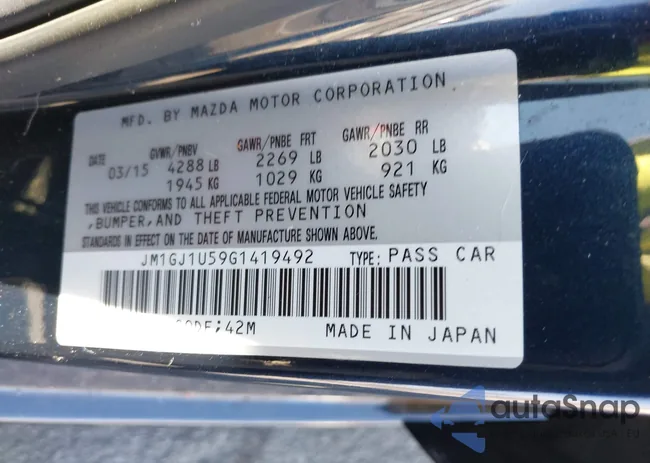 MFD. BY MAZDA MOTOR CORPORATION
DATE GVWR/PNBV GAWR/PNBE FRT GAWR/PNBE RR
03/15 4288 LB 2269 LB 2030 LB
1945 KG 1029 KG 921 KG
THIS VEHICLE CONFORMS TO ALL APPLICABLE FEDERAL MOTOR VEHICLE SAFETY
,BUMPER,AND THEFT PREVENTION
STANDARDS IN EFFECT ON THE DATE OF MANUFACTURE SHOWN ABOVE.
JM1GJ1U59G1419492 TYPE: PASS CAR
42M MADE IN JAPAN
autoSnap